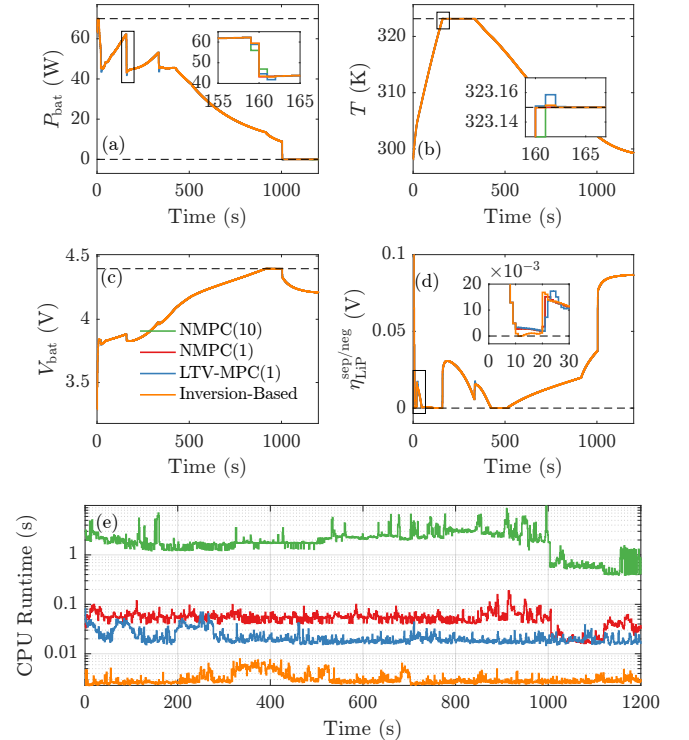 60
40
20
0
P_bat (W)
(a)
65
60
55
50
45
40
155
160
165
0
500
1000
Time (s)
320
300
T (K)
(b)
323.16
323.14
160
165
0
500
1000
Time (s)
4.5
4
3.5
V_bat (V)
(c)
NMPC(10)
NMPC(1)
LTV-MPC(1)
Inversion-Based
0
500
1000
Time (s)
0.1
0.05
0
η_LiP^sep/neg (V)
(d)
×10⁻³
20
10
0
0
10
20
30
0
500
1000
Time (s)
(e)
1
0.1
0.01
CPU Runtime (s)
0
200
400
600
800
1000
1200
Time (s)